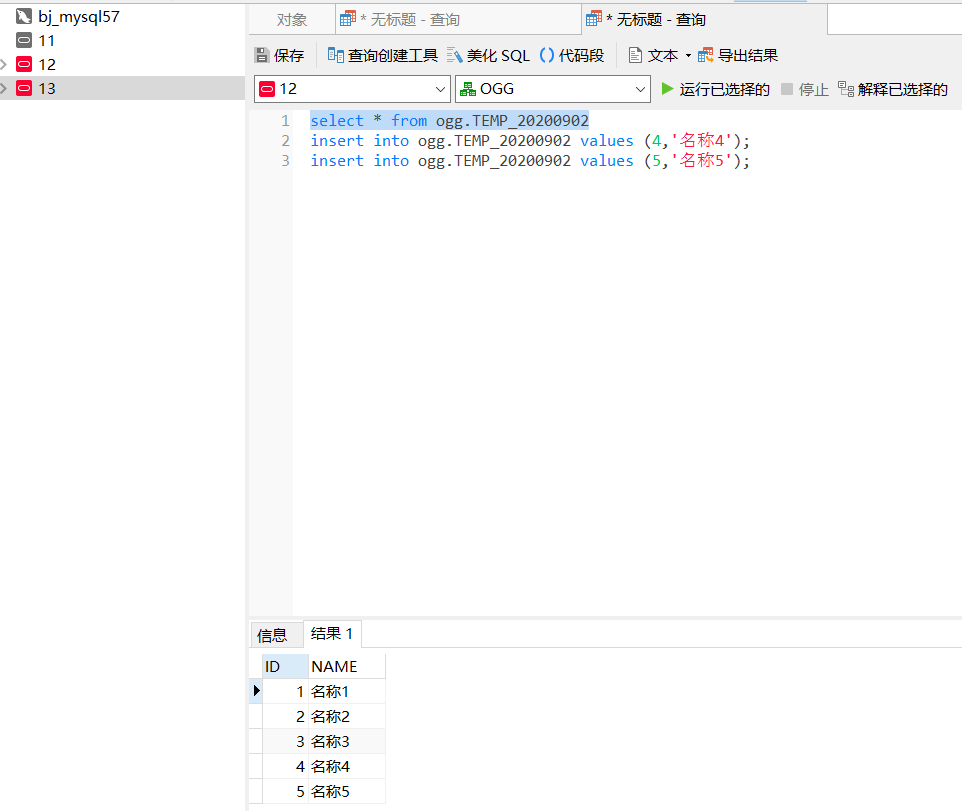 bj_mysql57
11
12
13
对象
* 无标题 - 查询
* 无标题 - 查询
保存
查询创建工具
美化 SQL
() 代码段
文本
导出结果
12
OGG
运行已选择的
停止
解释已选择的
1 select * from ogg.TEMP_20200902
2 insert into ogg.TEMP_20200902 values (4,'名称4');
3 insert into ogg.TEMP_20200902 values (5,'名称5');
信息
结果 1
ID NAME
1 名称1
2 名称2
3 名称3
4 名称4
5 名称5